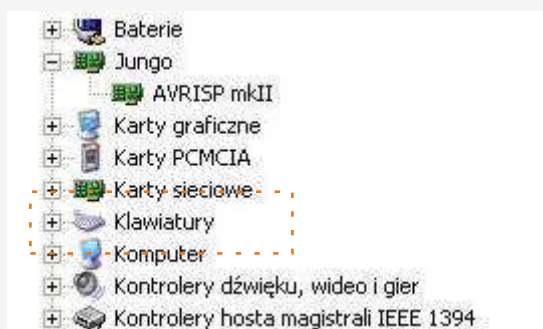 Baterie
Jungo
AVRISP mkII
Karty graficzne
Karty PCMCIA
Karty sieciowe
Klawiatury
Komputer
Kontrolery dźwięku, wideo i gier
Kontrolery hosta magistrali IEEE 1394